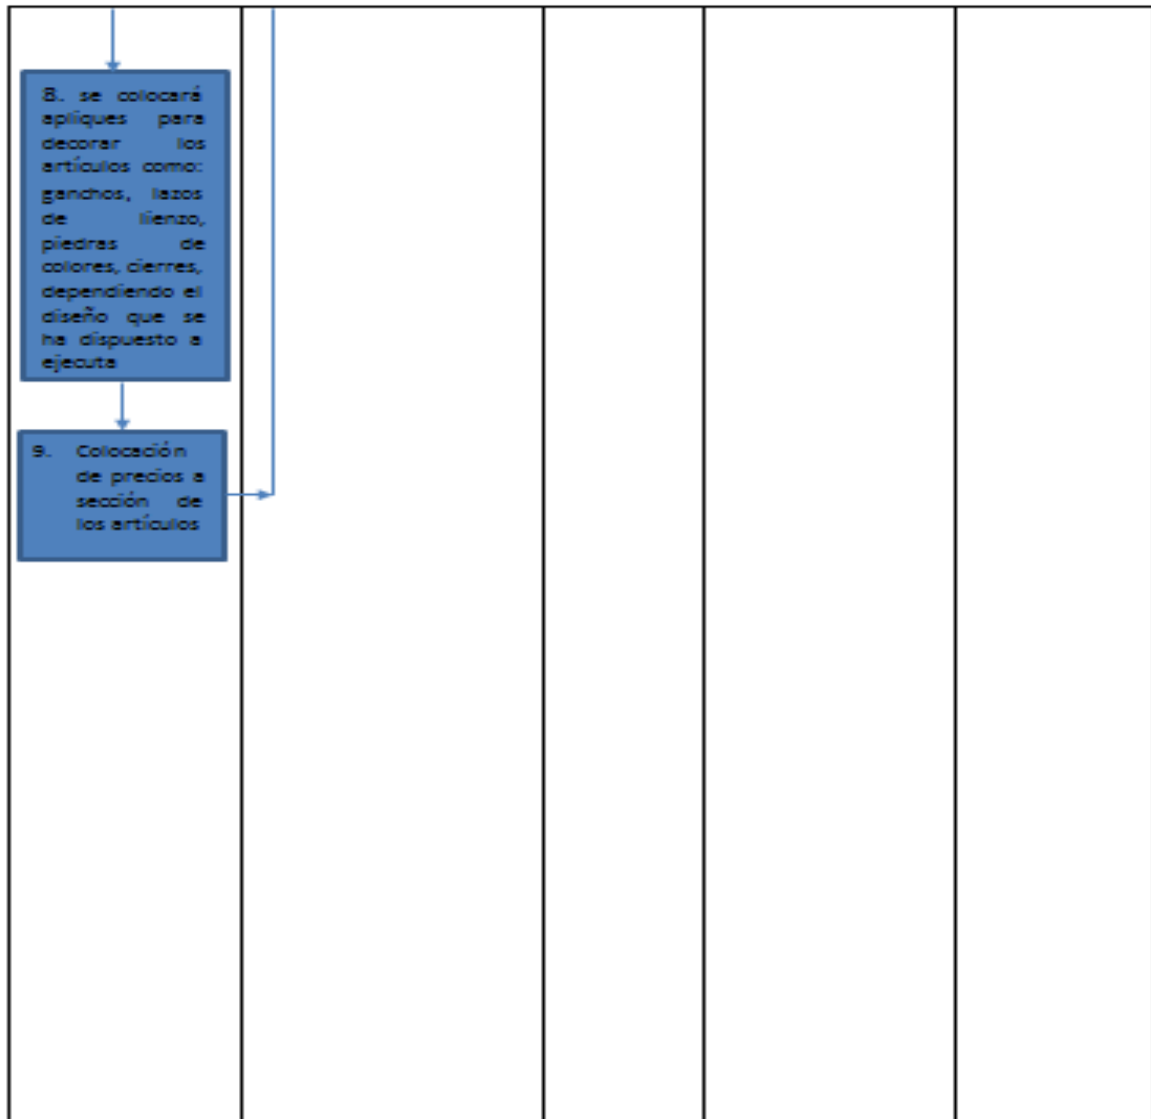 8. se colocará
apliques para
decorar los
artículos como:
ganchos, lazos
de lienzo,
piedras de
colores, cierres,
dependiendo el
diseño que se
ha dispuesto a
ejecuta
9. Colocación
de precios a
sección de
los artículos